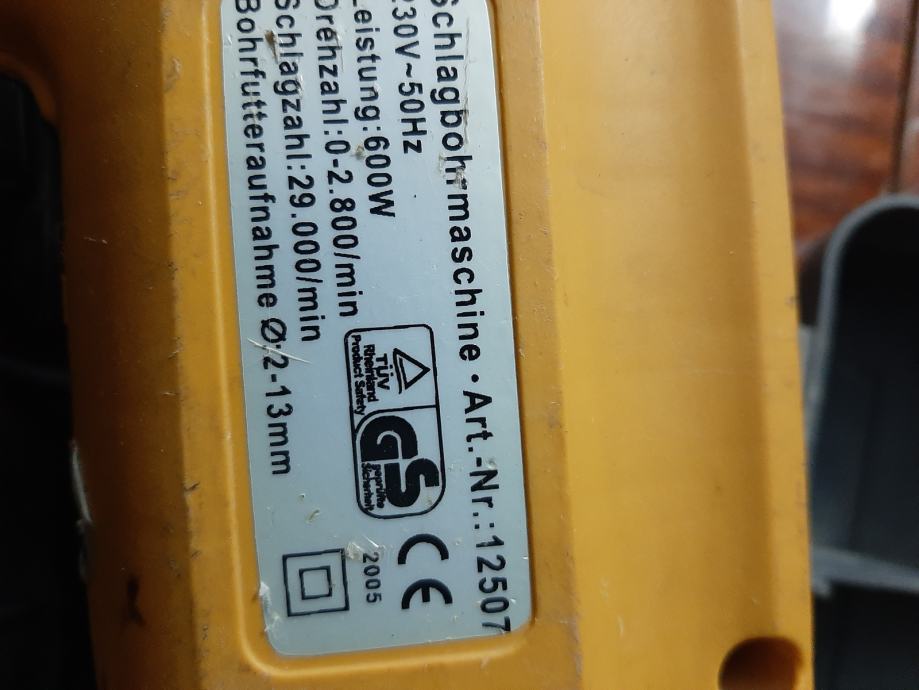 Schlagbohrmaschine · Art.-Nr.:12507
230V~50Hz
Leistung:600W
Drehzahl:0-2.800/min
Schlagzahl:29.000/min
Bohrfutteraufnahme Ø:2-13mm
TÜV
Rheinland
Product Safety
GS
geprüfte
Sicherheit
CE
2005